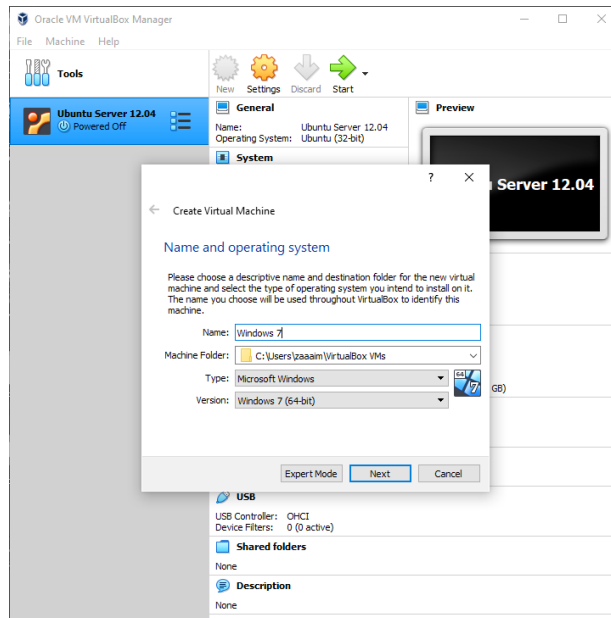 Oracle VM VirtualBox Manager
File Machine Help
Tools
New Settings Discard Start
Ubuntu Server 12.04
Powered Off
General
Name: Ubuntu Server 12.04
Operating System: Ubuntu (32-bit)
System
Preview
Server 12.04
?
Create Virtual Machine
Name and operating system
Please choose a descriptive name and destination folder for the new virtual
machine and select the type of operating system you intend to install on it.
The name you choose will be used throughout VirtualBox to identify this
machine.
Name: Windows 7
Machine Folder: C:\Users\zaaaim\VirtualBox VMs
Type: Microsoft Windows
64
7
Version: Windows 7 (64-bit)
GB)
Expert Mode Next Cancel
USB
USB Controller: OHCI
Device Filters: 0 (0 active)
Shared folders
None
Description
None